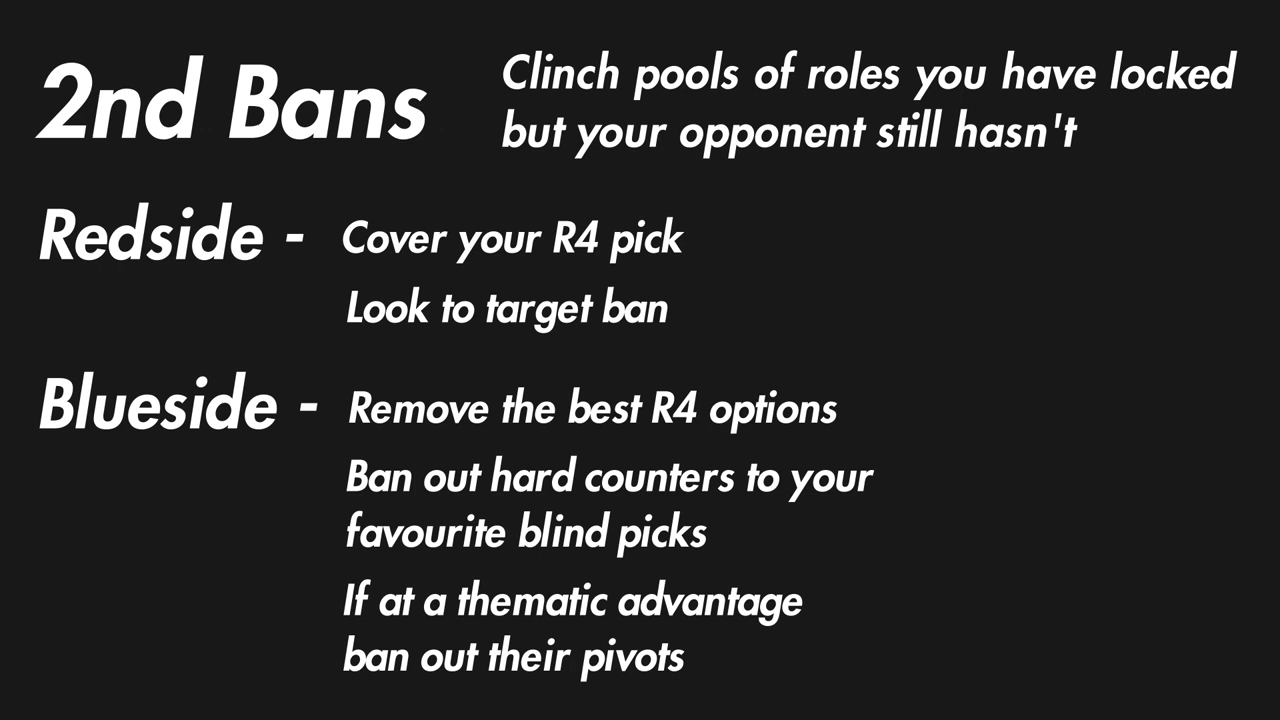 2nd Bans
Clinch pools of roles you have locked
but your opponent still hasn't
Redside -
Cover your R4 pick
Look to target ban
Blueside -
Remove the best R4 options
Ban out hard counters to your
favourite blind picks
If at a thematic advantage
ban out their pivots